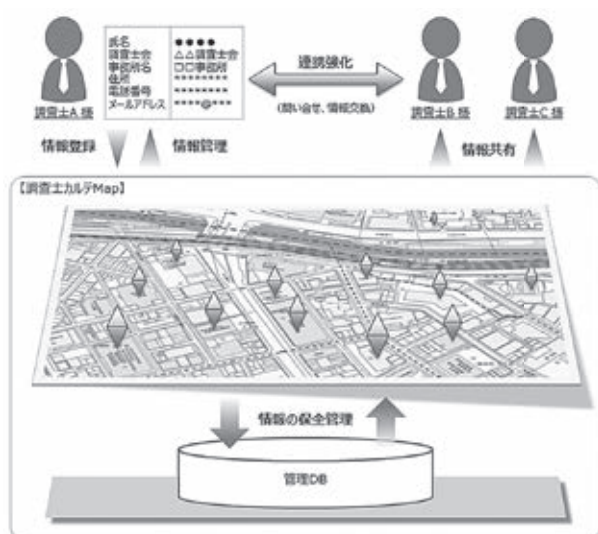 氏名 ●●●●
調査士会 △△調査士会
事務所名 □□事務所
住所 ********
電話番号 ********
メールアドレス ****@***
調査士A 様
連携強化
(問い合せ、情報交換)
調査士B 様
調査士C 様
情報登録
情報管理
情報共有
【調査士カルテMap】
情報の保全管理
管理DB